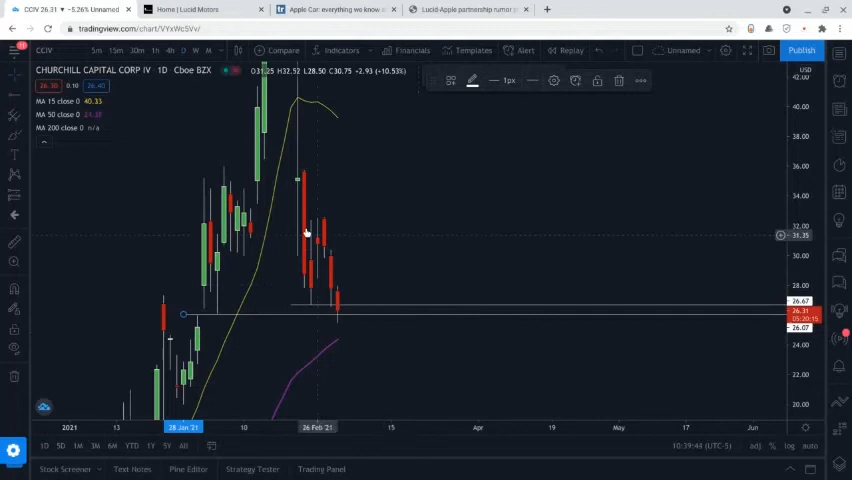 CCIV 26.31 ▼ −5.26% Unnamed
Home | Lucid Motors
Apple Car: everything we know a
Lucid-Apple partnership rumor p
tradingview.com/chart/VYxWc5Vv/
CCIV 5m 15m 30m 1h 4h D W M Compare Indicators Financials Templates Alert Replay Unnamed Publish
CHURCHILL CAPITAL CORP IV · 1D · Cboe BZX O31.25 H32.52 L28.50 C30.75 +2.93 (+10.53%)
1px
USD
26.30 0.10 26.40
MA 15 close 0 40.33
MA 50 close 0
MA 200 close 0 n/a
42.00
40.00
38.00
36.00
34.00
32.00
31.35
30.00
28.00
26.67
26.31
05:20:15
26.07
24.00
22.00
20.00
2021 13 28 Jan '21 10 26 Feb '21 15 Apr 19 May 17 Jun
1D 5D 1M 3M 6M YTD 1Y 5Y All 10:39:44 (UTC-5) adj % log auto
Stock Screener Text Notes Pine Editor Strategy Tester Trading Panel